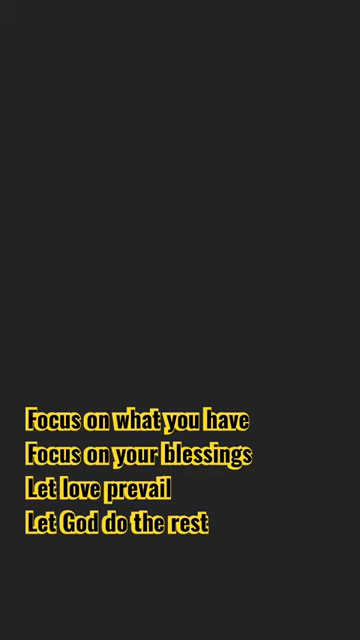 Focus on what you have
Focus on your blessings
Let love prevail
Let God do the rest